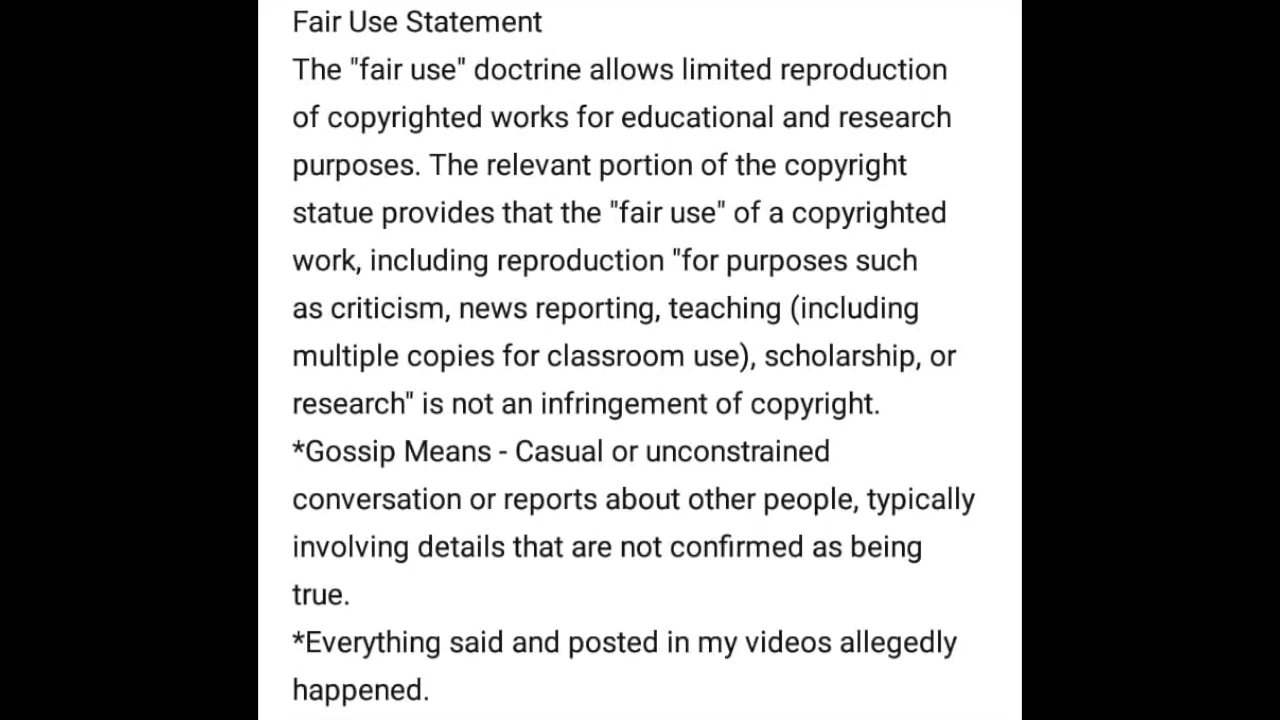 Fair Use Statement
The "fair use" doctrine allows limited reproduction
of copyrighted works for educational and research
purposes. The relevant portion of the copyright
statue provides that the "fair use" of a copyrighted
work, including reproduction "for purposes such
as criticism, news reporting, teaching (including
multiple copies for classroom use), scholarship, or
research" is not an infringement of copyright.
*Gossip Means - Casual or unconstrained
conversation or reports about other people, typically
involving details that are not confirmed as being
true.
*Everything said and posted in my videos allegedly
happened.